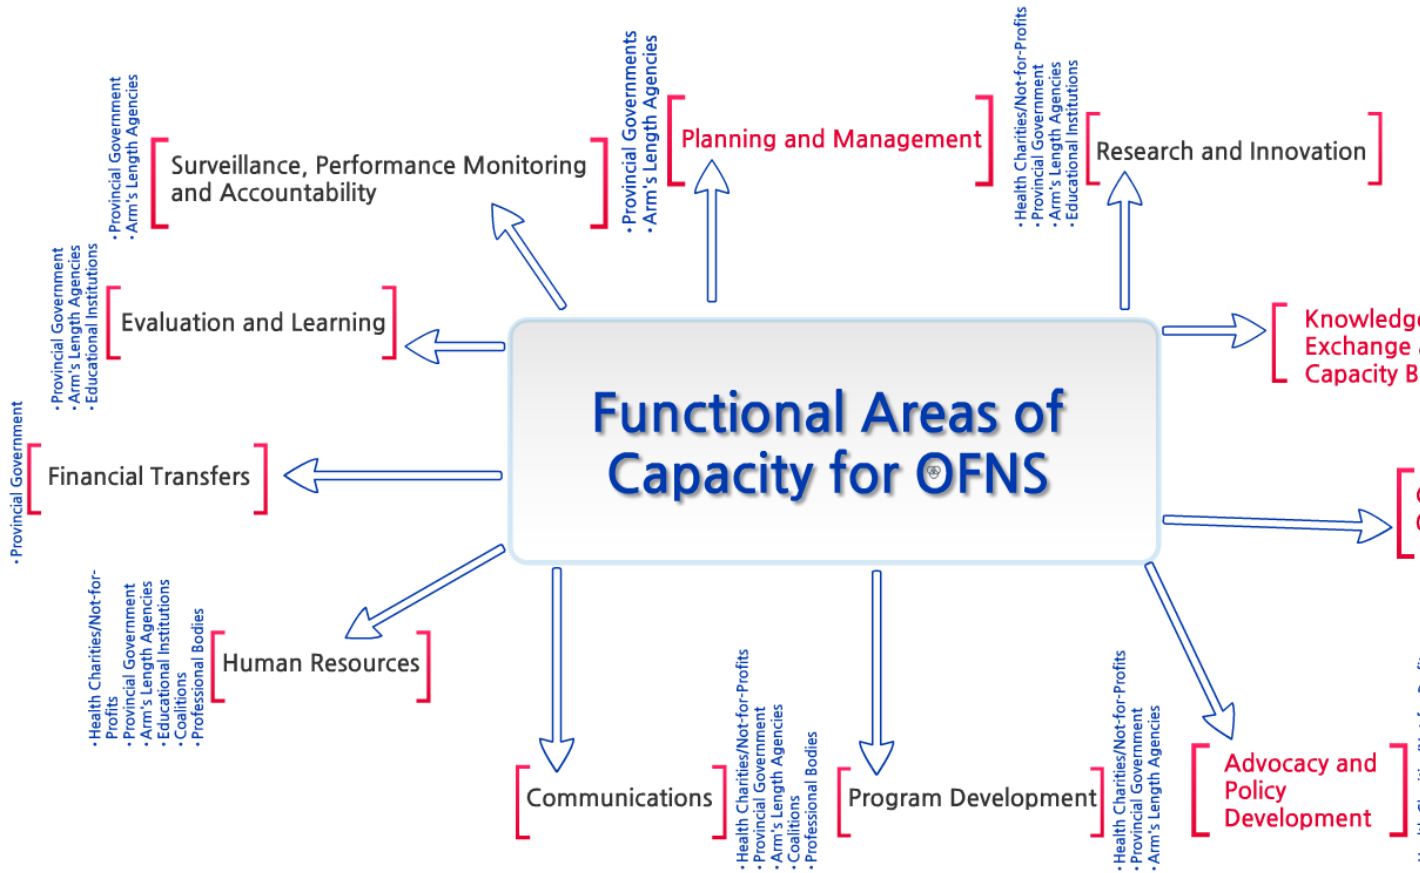 • Provincial Government
• Arm's Length Agencies
Surveillance, Performance Monitoring
and Accountability
• Provincial Governments
• Arm's Length Agencies
Planning and Management
• Health Charities/Not-for-Profits
• Provincial Government
• Arm's Length Agencies
• Educational Institutions
Research and Innovation
• Provincial Government
• Arm's Length Agencies
• Educational Institutions
Evaluation and Learning
Knowledge
Exchange
Capacity B
Functional Areas of
Capacity for OFNS
• Provincial Government
Financial Transfers
• Health Charities/Not-for-
Profits
• Provincial Government
• Arm's Length Agencies
• Educational Institutions
• Coalitions
• Professional Bodies
Human Resources
Communications
• Health Charities/Not-for-Profits
• Provincial Government
• Arm's Length Agencies
• Coalitions
• Professional Bodies
Program Development
• Health Charities/Not-for-Profits
• Provincial Government
• Arm's Length Agencies
Advocacy and
Policy
Development